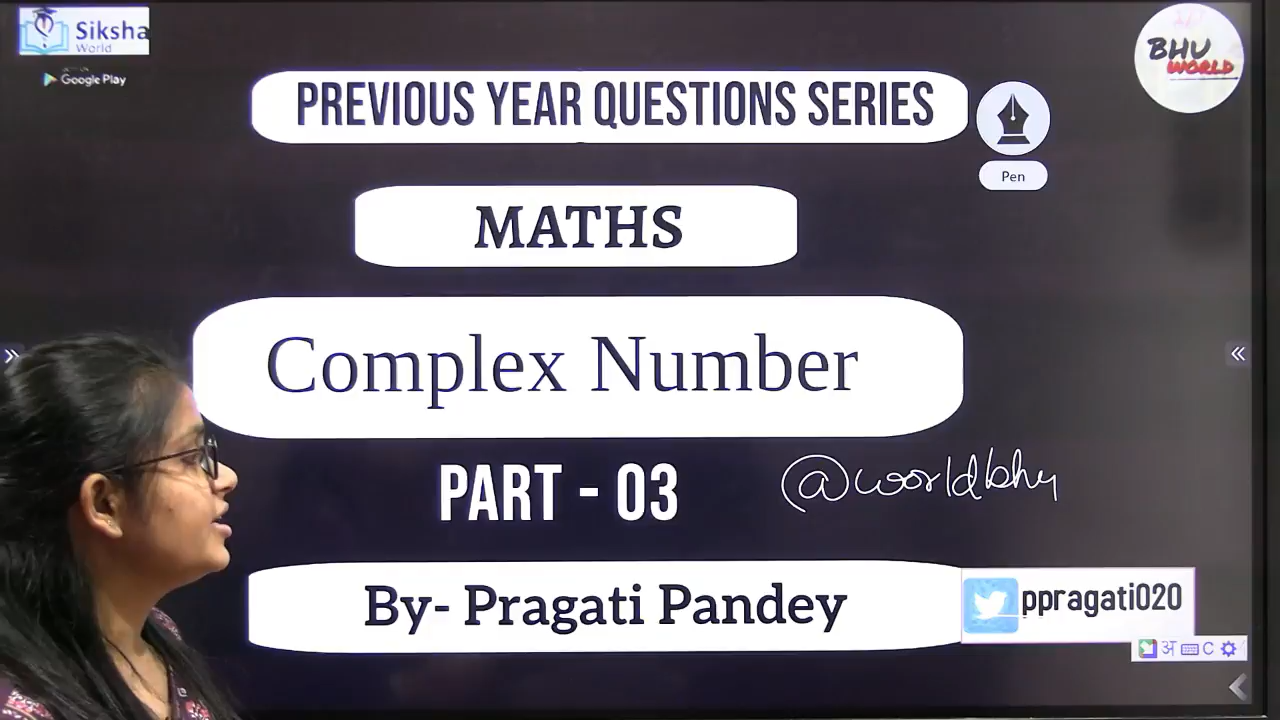 Siksha
World
Google Play
BHU
WORLD
PREVIOUS YEAR QUESTIONS SERIES
Pen
MATHS
Complex Number
PART - 03
@worldbhu
By- Pragati Pandey
ppragati020
अ C